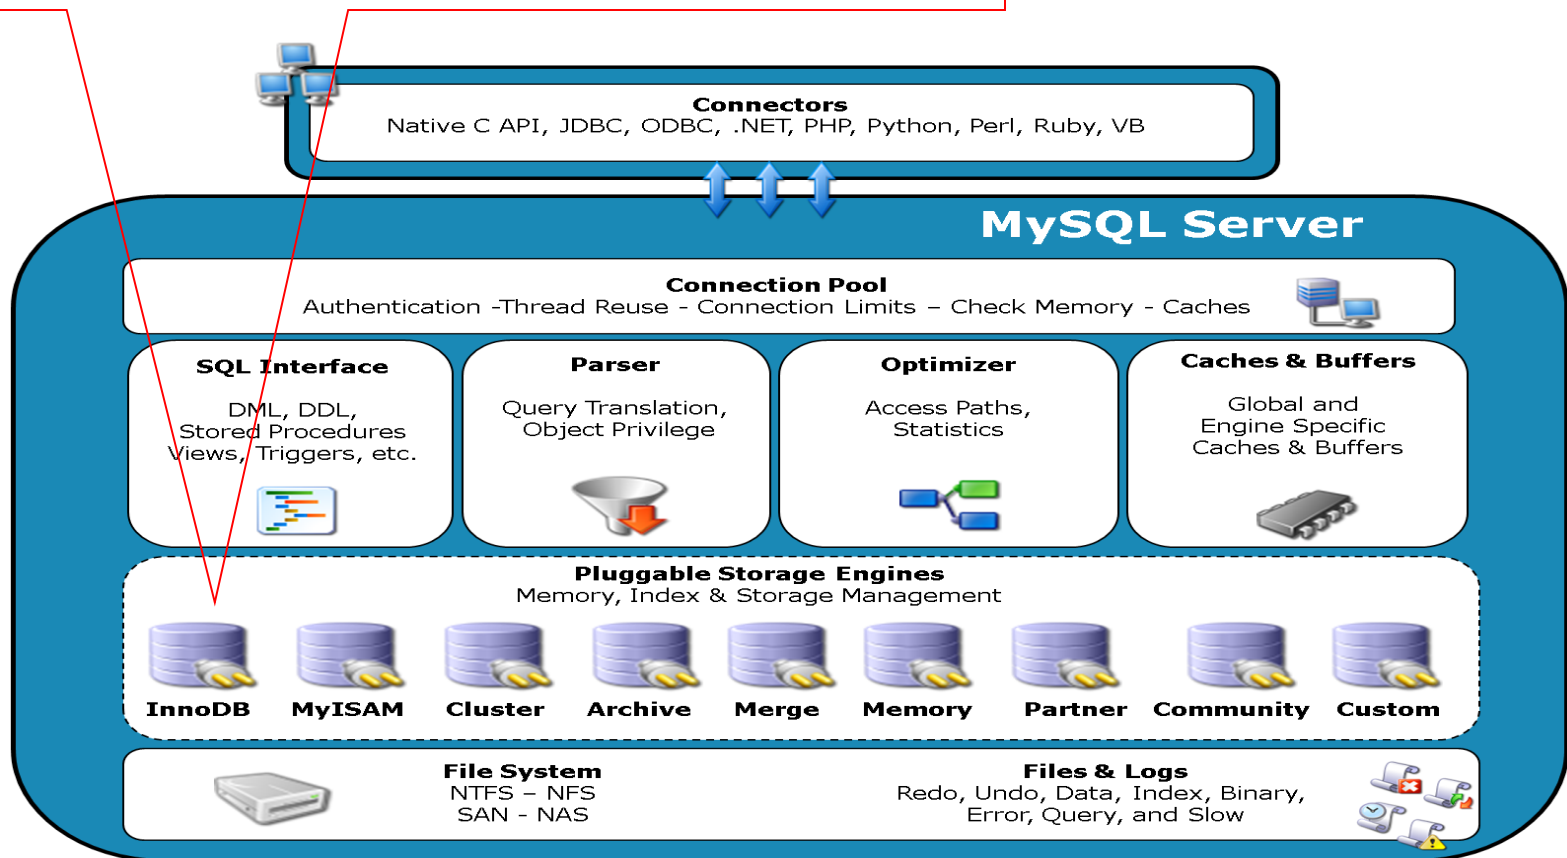 Connectors
Native C API, JDBC, ODBC, .NET, PHP, Python, Perl, Ruby, VB
MySQL Server
Connection Pool
Authentication -Thread Reuse - Connection Limits – Check Memory - Caches
SQL Interface
DML, DDL,
Stored Procedures
Views, Triggers, etc.
Parser
Query Translation,
Object Privilege
Optimizer
Access Paths,
Statistics
Caches & Buffers
Global and
Engine Specific
Caches & Buffers
Pluggable Storage Engines
Memory, Index & Storage Management
InnoDB
MyISAM
Cluster
Archive
Merge
Memory
Partner
Community
Custom
File System
NTFS – NFS
SAN - NAS
Files & Logs
Redo, Undo, Data, Index, Binary,
Error, Query, and Slow